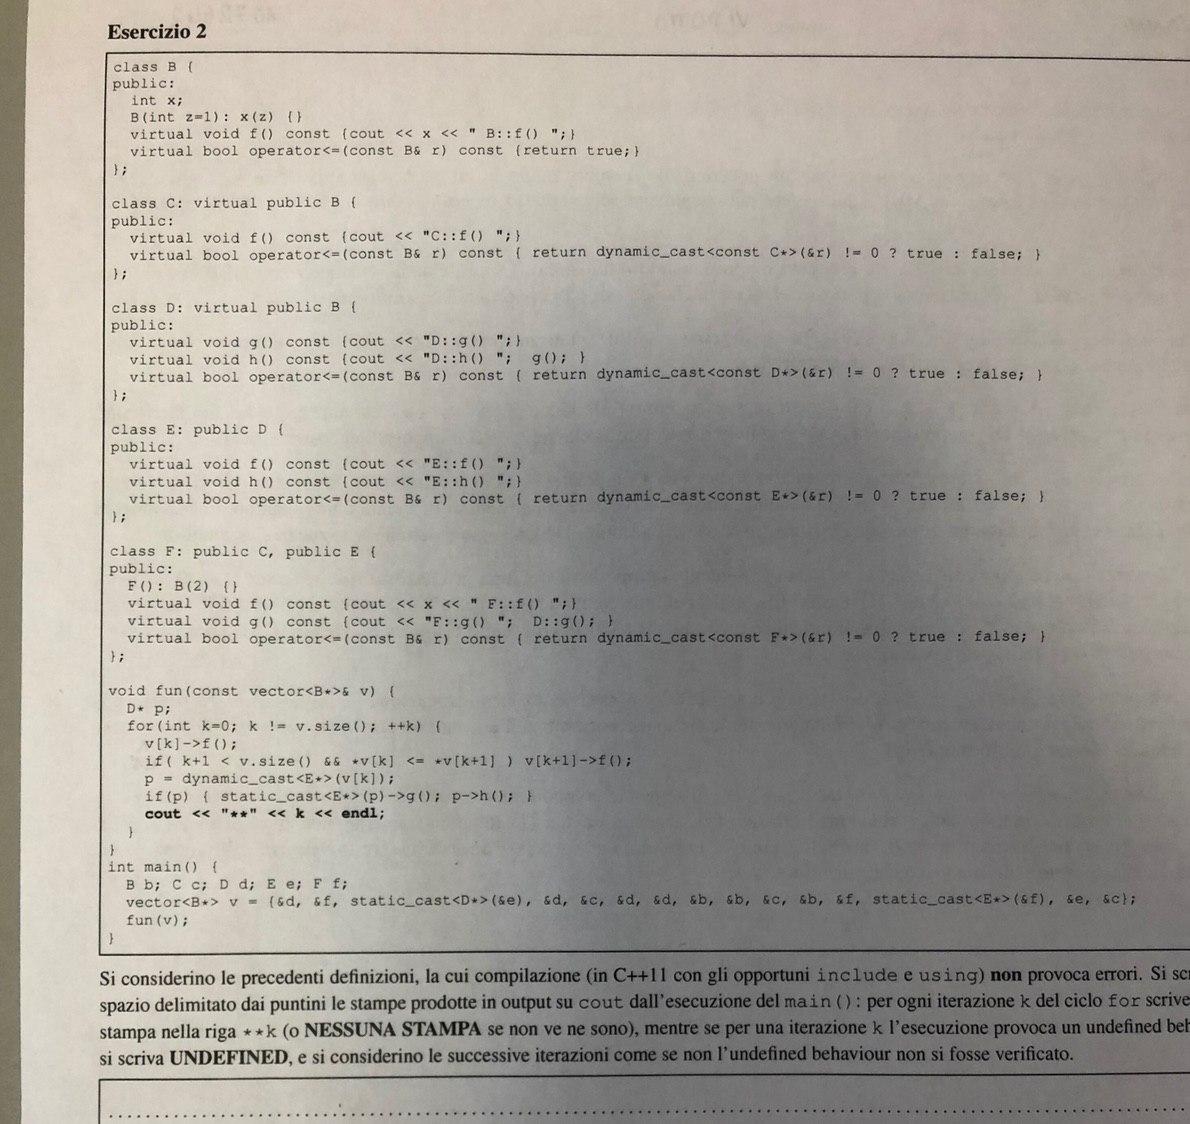 Esercizio 2
class B {
public:
int x;
B(int z=1): x(z) {}
virtual void f() const {cout << x << " B::f() ";}
virtual bool operator<=(const B& r) const {return true;}
};
class C: virtual public B {
public:
virtual void f() const {cout << "C::f() ";}
virtual bool operator<=(const B& r) const { return dynamic_cast<const C*>(&r) != 0 ? true : false; }
};
class D: virtual public B {
public:
virtual void g() const {cout << "D::g() ";}
virtual void h() const {cout << "D::h() "; g(); }
virtual bool operator<=(const B& r) const { return dynamic_cast<const D*>(&r) != 0 ? true : false; }
};
class E: public D {
public:
virtual void f() const {cout << "E::f() ";}
virtual void h() const {cout << "E::h() ";}
virtual bool operator<=(const B& r) const { return dynamic_cast<const E*>(&r) != 0 ? true : false; }
};
class F: public C, public E {
public:
F(): B(2) {}
virtual void f() const {cout << x << " F::f() ";}
virtual void g() const {cout << "F::g() "; D::g(); }
virtual bool operator<=(const B& r) const { return dynamic_cast<const F*>(&r) != 0 ? true : false; }
};
void fun(const vector<B*>& v) {
D* p;
for(int k=0; k != v.size(); ++k) {
v[k]->f();
if( k+1 < v.size() && *v[k] <= *v[k+1] ) v[k+1]->f();
p = dynamic_cast<E*>(v[k]);
if(p) { static_cast<E*>(p)->g(); p->h(); }
cout << "**" << k << endl;
}
}
int main() {
B b; C c; D d; E e; F f;
vector<B*> v = {&d, &f, static_cast<D*>(&e), &d, &c, &d, &d, &b, &b, &c, &b, &f, static_cast<E*>(&f), &e, &c};
fun(v);
}
Si considerino le precedenti definizioni, la cui compilazione (in C++11 con gli opportuni include e using) non provoca errori. Si
spazio delimitato dai puntini le stampe prodotte in output su cout dall'esecuzione del main(): per ogni iterazione k del ciclo for scrive
stampa nella riga **k (o NESSUNA STAMPA se non ve ne sono), mentre se per una iterazione k l'esecuzione provoca un undefined
si scriva UNDEFINED, e si considerino le successive iterazioni come se non l'undefined behaviour non si fosse verificato.